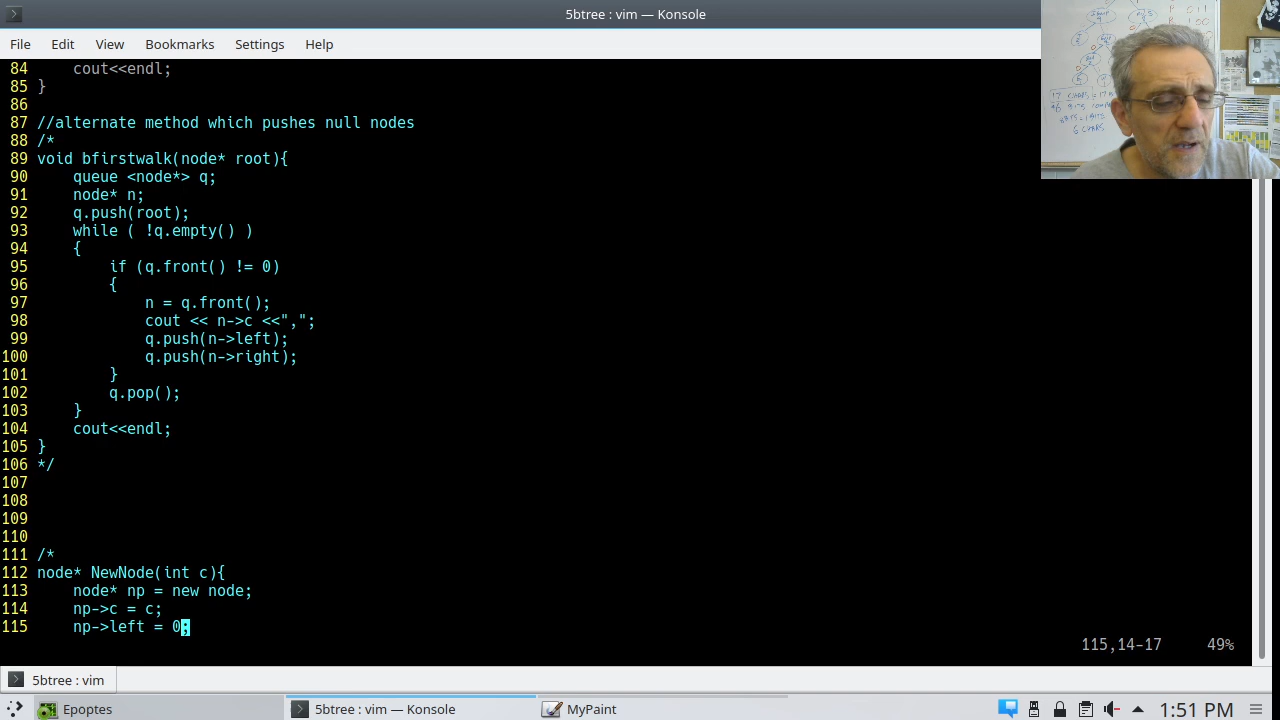 5btree : vim — Konsole
File Edit View Bookmarks Settings Help
84 cout<<endl;
85 }
86
87 //alternate method which pushes null nodes
88 /*
89 void bfirstwalk(node* root){
90 queue <node*> q;
91 node* n;
92 q.push(root);
93 while ( !q.empty() )
94 {
95 if (q.front() != 0)
96 {
97 n = q.front();
98 cout << n->c <<",";
99 q.push(n->left);
100 q.push(n->right);
101 }
102 q.pop();
103 }
104 cout<<endl;
105 }
106 */
107
108
109
110
111 /*
112 node* NewNode(int c){
113 node* np = new node;
114 np->c = c;
115 np->left = 0;
115,14-17 49%
5btree : vim
Epoptes 5btree : vim — Konsole MyPaint 1:51 PM